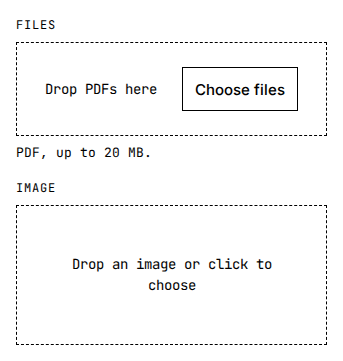 FILES
Drop PDFs here
Choose files
PDF, up to 20 MB.
IMAGE
Drop an image or click to
choose